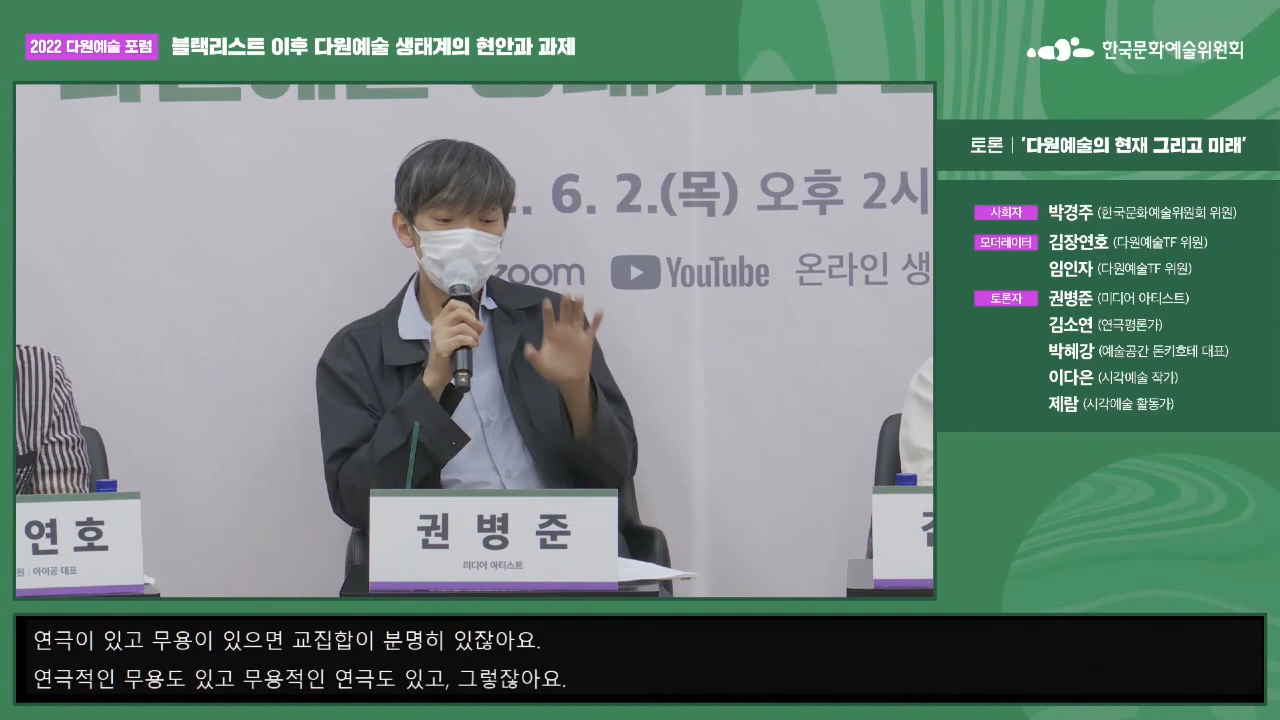 2022 다원예술 포럼 블랙리스트 이후 다원예술 생태계의 현안과 과제
한국문화예술위원회
토론 | '다원예술의 현재 그리고 미래'
사회자 박경주 (한국문화예술위원회 위원)
모더레이터 김장연호 (다원예술TF 위원)
임인자 (다원예술TF 위원)
토론자 권병준 (미디어 아티스트)
김소연 (연극평론가)
박혜강 (예술공간 돈키호테 대표)
이다은 (시각예술 작가)
제람 (시각예술 활동가)
. 6. 2.(목) 오후 2시
zoom YouTube 온라인 생
연호
원 | 아이공 대표
권병준
미디어 아티스트
연극이 있고 무용이 있으면 교집합이 분명히 있잖아요.
연극적인 무용도 있고 무용적인 연극도 있고, 그렇잖아요.